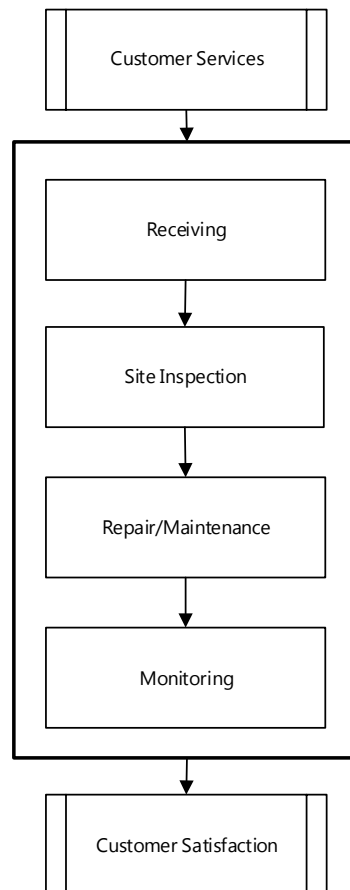 Customer Services
Receiving
Site Inspection
Repair/Maintenance
Monitoring
Customer Satisfaction